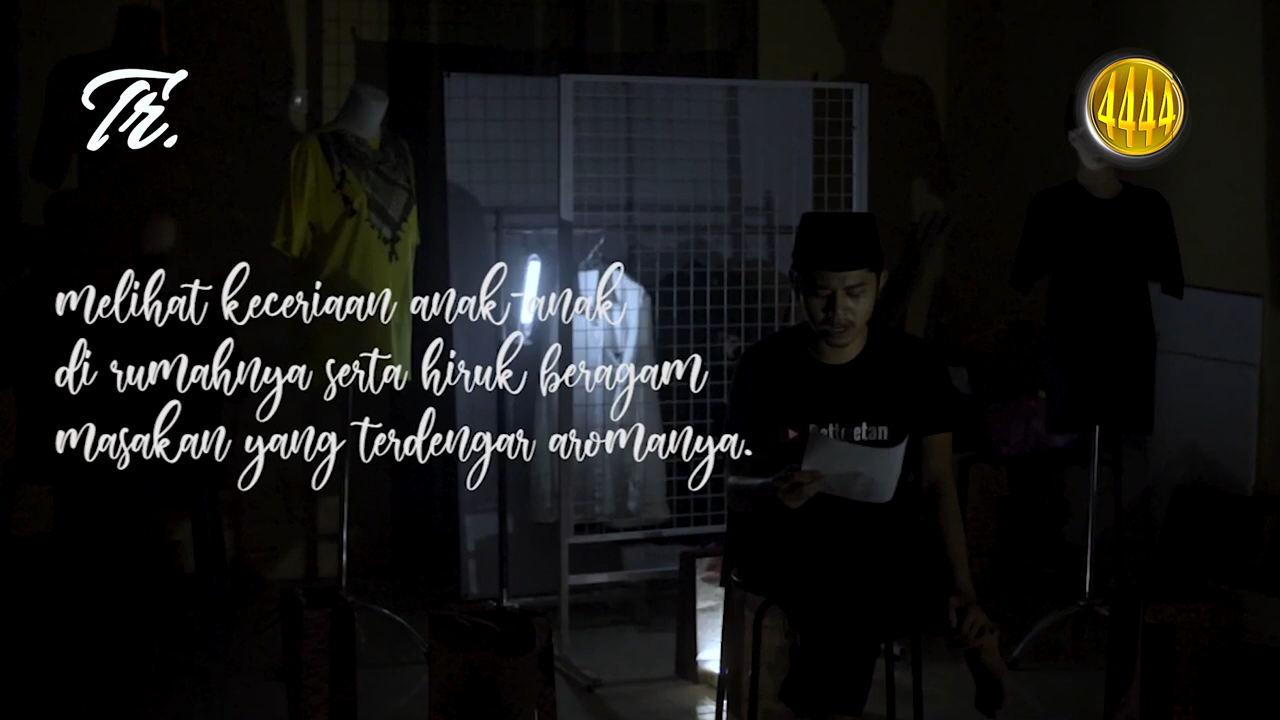 Tr.
4444
melihat keceriaan anak-anak
di rumahnya serta hiruk beragam
masakan yang terdengar aromanya.